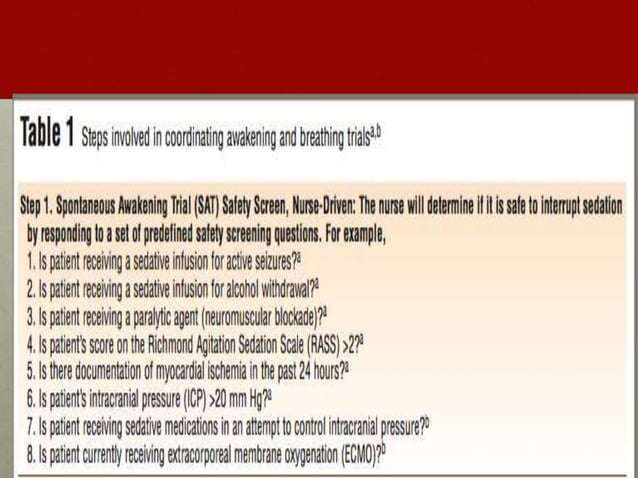 Table 1 Steps involved in coordinating awakening and breathing trialsa,b
Step 1. Spontaneous Awakening Trial (SAT) Safety Screen, Nurse-Driven: The nurse will determine if it is safe to interrupt sedation
by responding to a set of predefined safety screening questions. For example,
1. Is patient receiving a sedative infusion for active seizures?a
2. Is patient receiving a sedative infusion for alcohol withdrawal?a
3. Is patient receiving a paralytic agent (neuromuscular blockade)?a
4. Is patient's score on the Richmond Agitation Sedation Scale (RASS) >2?a
5. Is there documentation of myocardial ischemia in the past 24 hours?a
6. Is patient's intracranial pressure (ICP) >20 mm Hg?a
7. Is patient receiving sedative medications in an attempt to control intracranial pressure?b
8. Is patient currently receiving extracorporeal membrane oxygenation (ECMO)?b